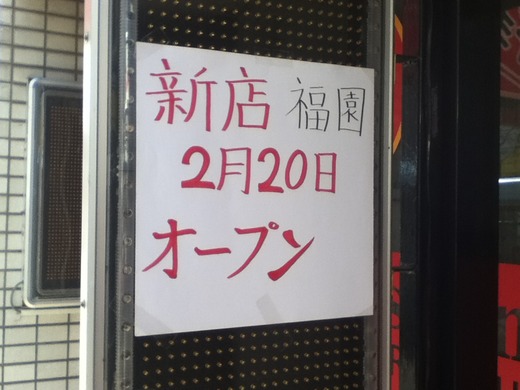 新店 福園
2月20日
オープン